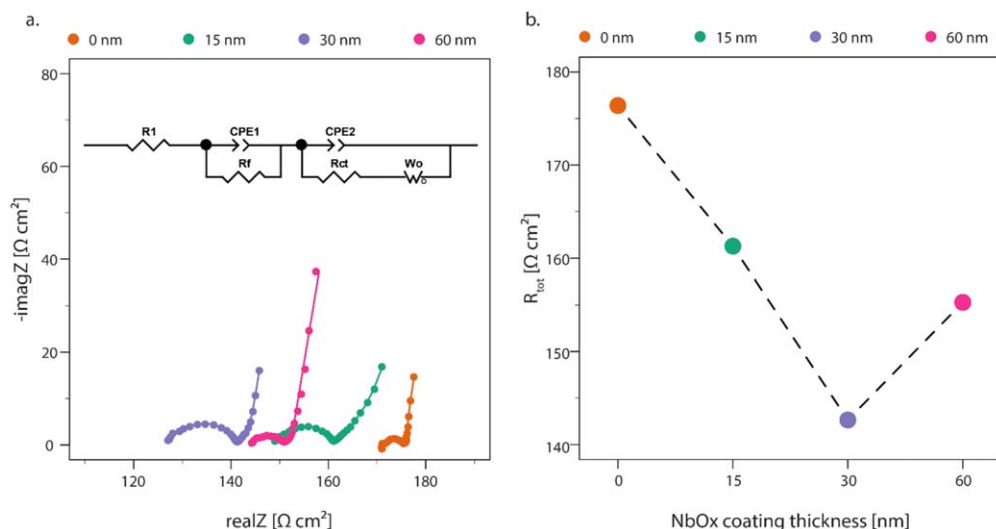 a.
0 nm 15 nm 30 nm 60 nm
80
60
40
20
0
-imagZ [Ω cm²]
R1 CPE1 CPE2
Rf Rct Wo
120 140 160 180
realZ [Ω cm²]
b.
0 nm 15 nm 30 nm 60 nm
180
170
160
150
140
R_tot [Ω cm²]
0 15 30 60
NbOx coating thickness [nm]